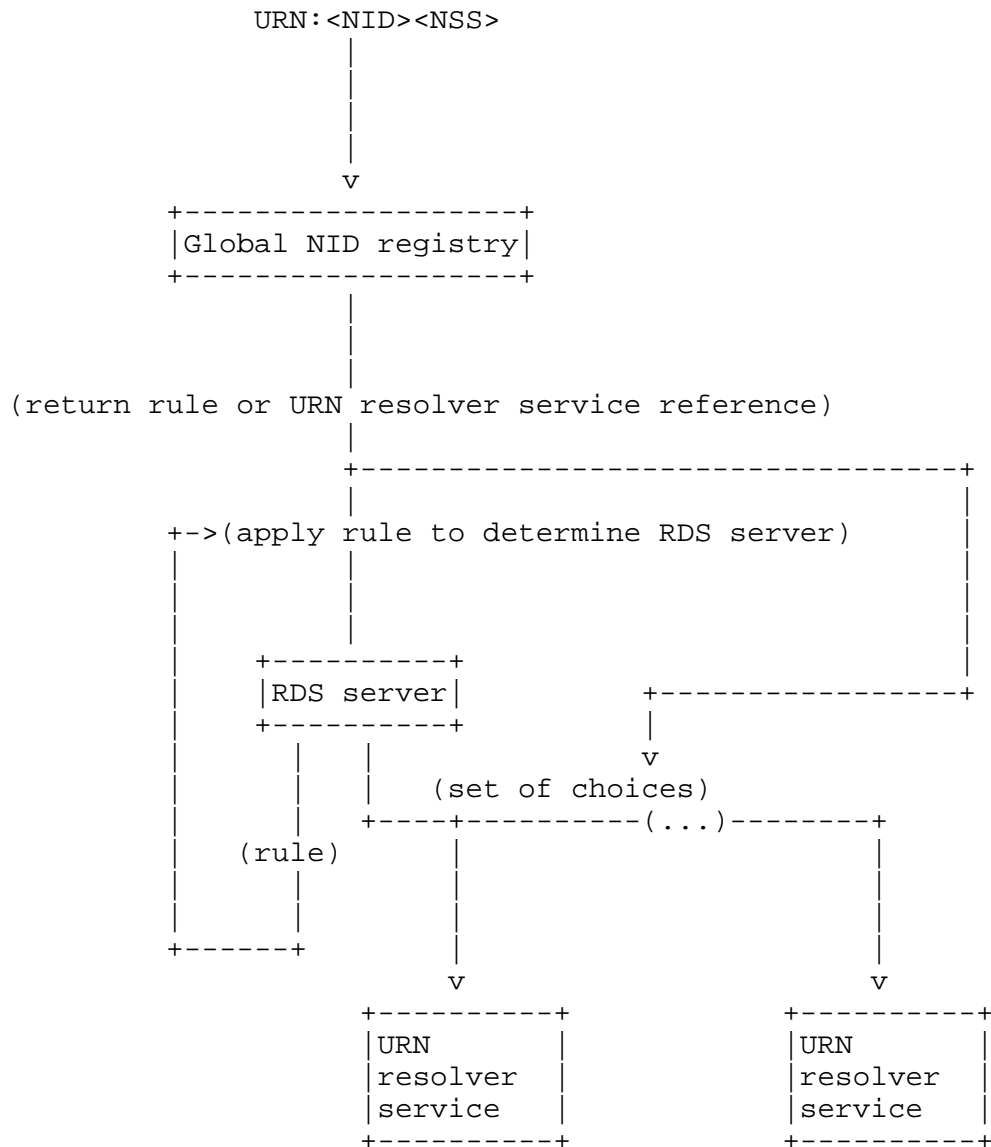 URN:<NID><NSS>
v
Global NID registry
(return rule or URN resolver service reference)
(apply rule to determine RDS server)
RDS server
v
(set of choices)
(...)
(rule)
v v
URN URN
resolver resolver
service service